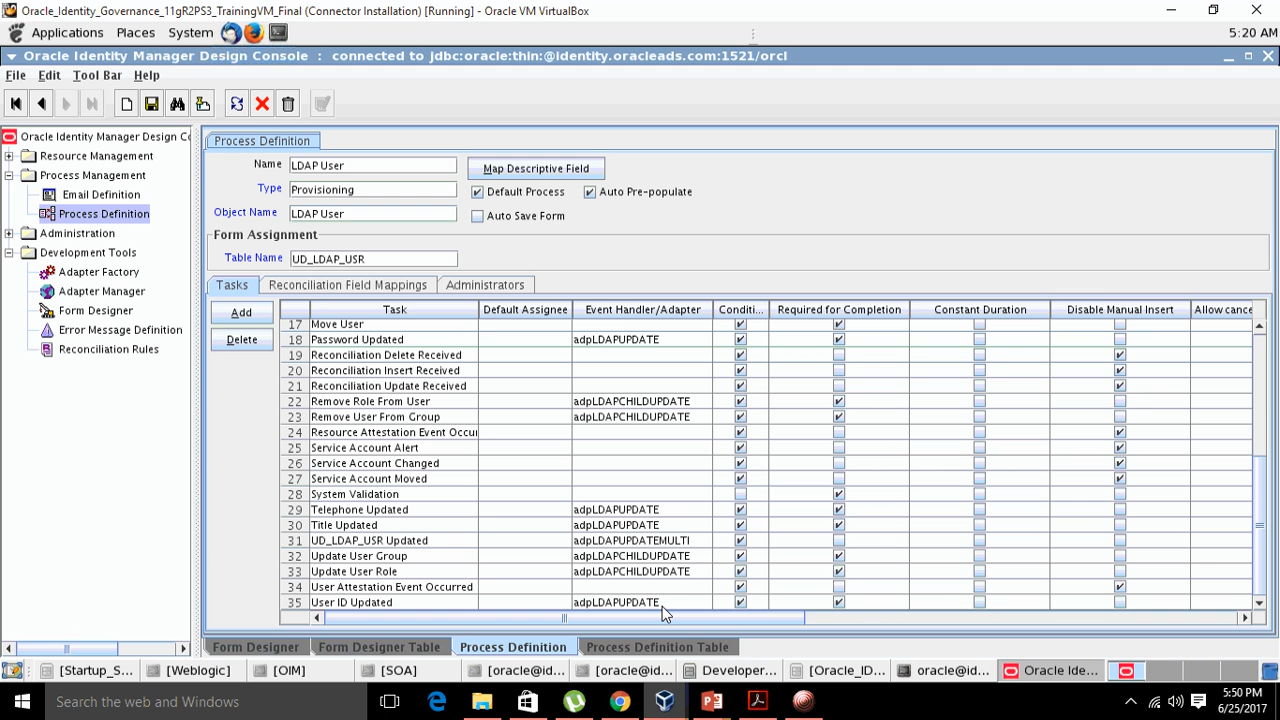 Oracle_Identity_Governance_11gR2PS3_TrainingVM_Final (Connector Installation) [Running] - Oracle VM VirtualBox
Applications Places System 5:20 AM
Oracle Identity Manager Design Console : connected to jdbc:oracle:thin:@identity.oracleads.com:1521/orcl
File Edit Tool Bar Help
Oracle Identity Manager Design Co
Resource Management
Process Management
Email Definition
Process Definition
Administration
Development Tools
Adapter Factory
Adapter Manager
Form Designer
Error Message Definition
Reconciliation Rules
Process Definition
Name LDAP User Map Descriptive Field
Type Provisioning Default Process Auto Pre-populate
Object Name LDAP User Auto Save Form
Form Assignment
Table Name UD_LDAP_USR
Tasks Reconciliation Field Mappings Administrators
Add
Delete
Task Default Assignee Event Handler/Adapter Conditi... Required for Completion Constant Duration Disable Manual Insert Allow cance
17 Move User
18 Password Updated adpLDAPUPDATE
19 Reconciliation Delete Received
20 Reconciliation Insert Received
21 Reconciliation Update Received
22 Remove Role From User adpLDAPCHILDUPDATE
23 Remove User From Group adpLDAPCHILDUPDATE
24 Resource Attestation Event Occur
25 Service Account Alert
26 Service Account Changed
27 Service Account Moved
28 System Validation
29 Telephone Updated adpLDAPUPDATE
30 Title Updated adpLDAPUPDATE
31 UD_LDAP_USR Updated adpLDAPUPDATEMULTI
32 Update User Group adpLDAPCHILDUPDATE
33 Update User Role adpLDAPCHILDUPDATE
34 User Attestation Event Occurred
35 User ID Updated adpLDAPUPDATE
Form Designer Form Designer Table Process Definition Process Definition Table
[Startup_S... [Weblogic] [OIM] [SOA] [oracle@id... [oracle@id... Developer... [Oracle_ID... oracle@id... Oracle Ide...
Search the web and Windows
5:50 PM
6/25/2017